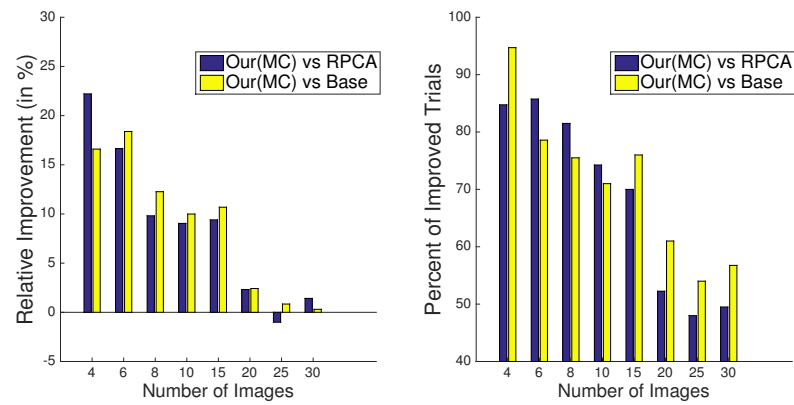 30
25
20
15
10
5
0
-5
Relative Improvement (in %)
Our(MC) vs RPCA
Our(MC) vs Base
4 6 8 10 15 20 25 30
Number of Images
100
90
80
70
60
50
40
Percent of Improved Trials
Our(MC) vs RPCA
Our(MC) vs Base
4 6 8 10 15 20 25 30
Number of Images